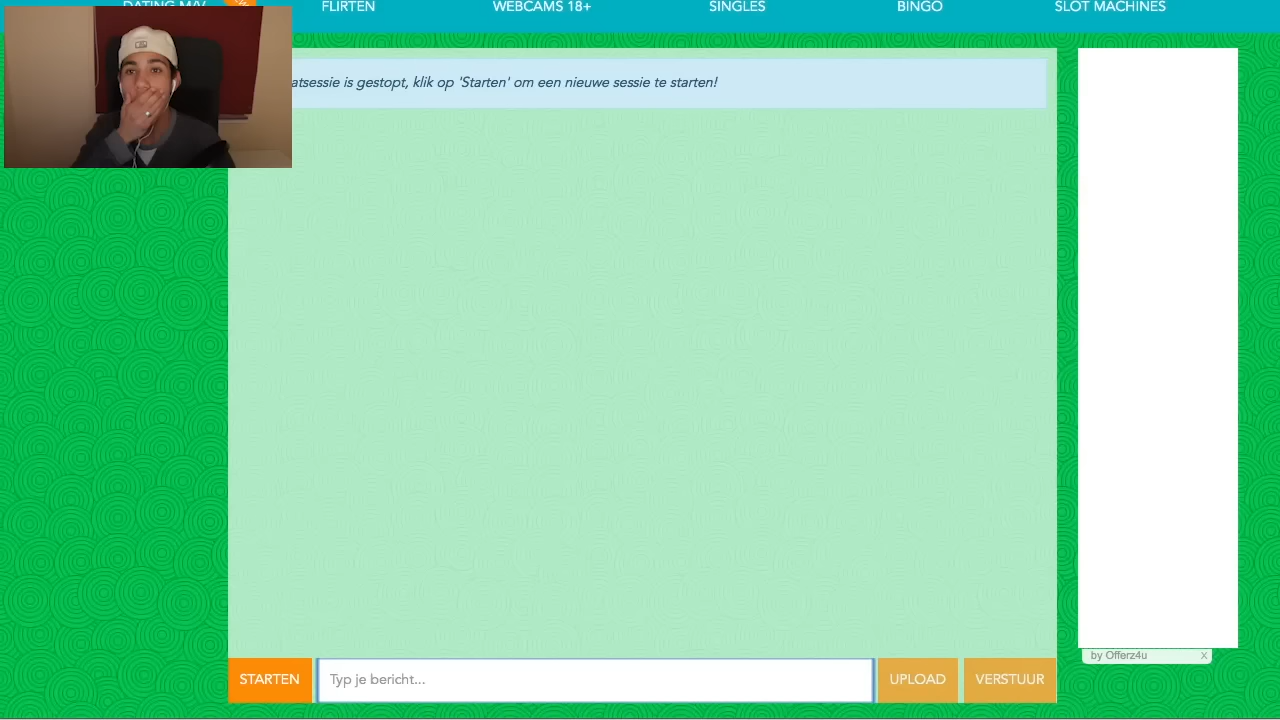 DATING M/V FLIRTEN WEBCAMS 18+ SINGLES BINGO SLOT MACHINES
is gestopt, klik op 'Starten' om een nieuwe sessie te starten!
STARTEN Typ je bericht... UPLOAD VERSTUUR
by Offerz4u X